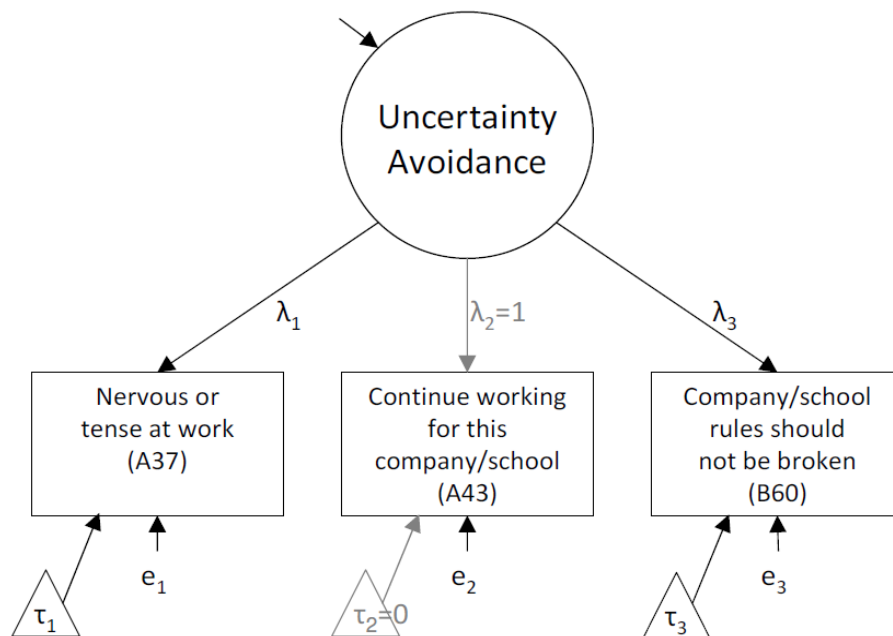 Uncertainty
Avoidance
λ1
λ2=1
λ3
Nervous or
tense at work
(A37)
Continue working
for this
company/school
(A43)
Company/school
rules should
not be broken
(B60)
τ1
e1
τ2=0
e2
τ3
e3